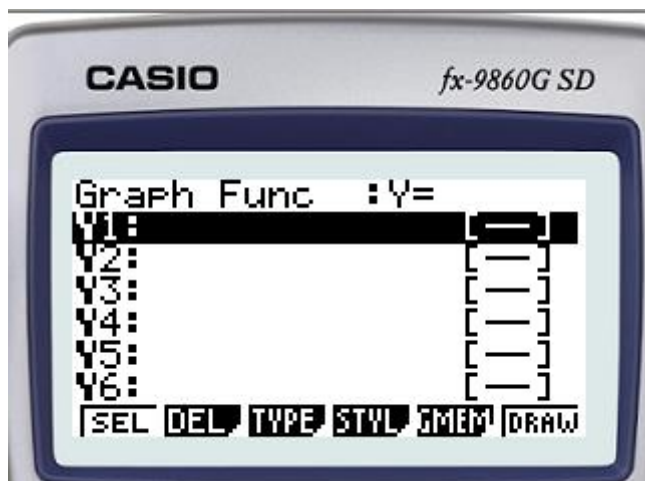 CASIO fx-9860G SD
Graph Func :Y=
Y1: [—]
Y2: [—]
Y3: [—]
Y4: [—]
Y5: [—]
Y6: [—]
SEL DEL TYPE STYL GMEM DRAW